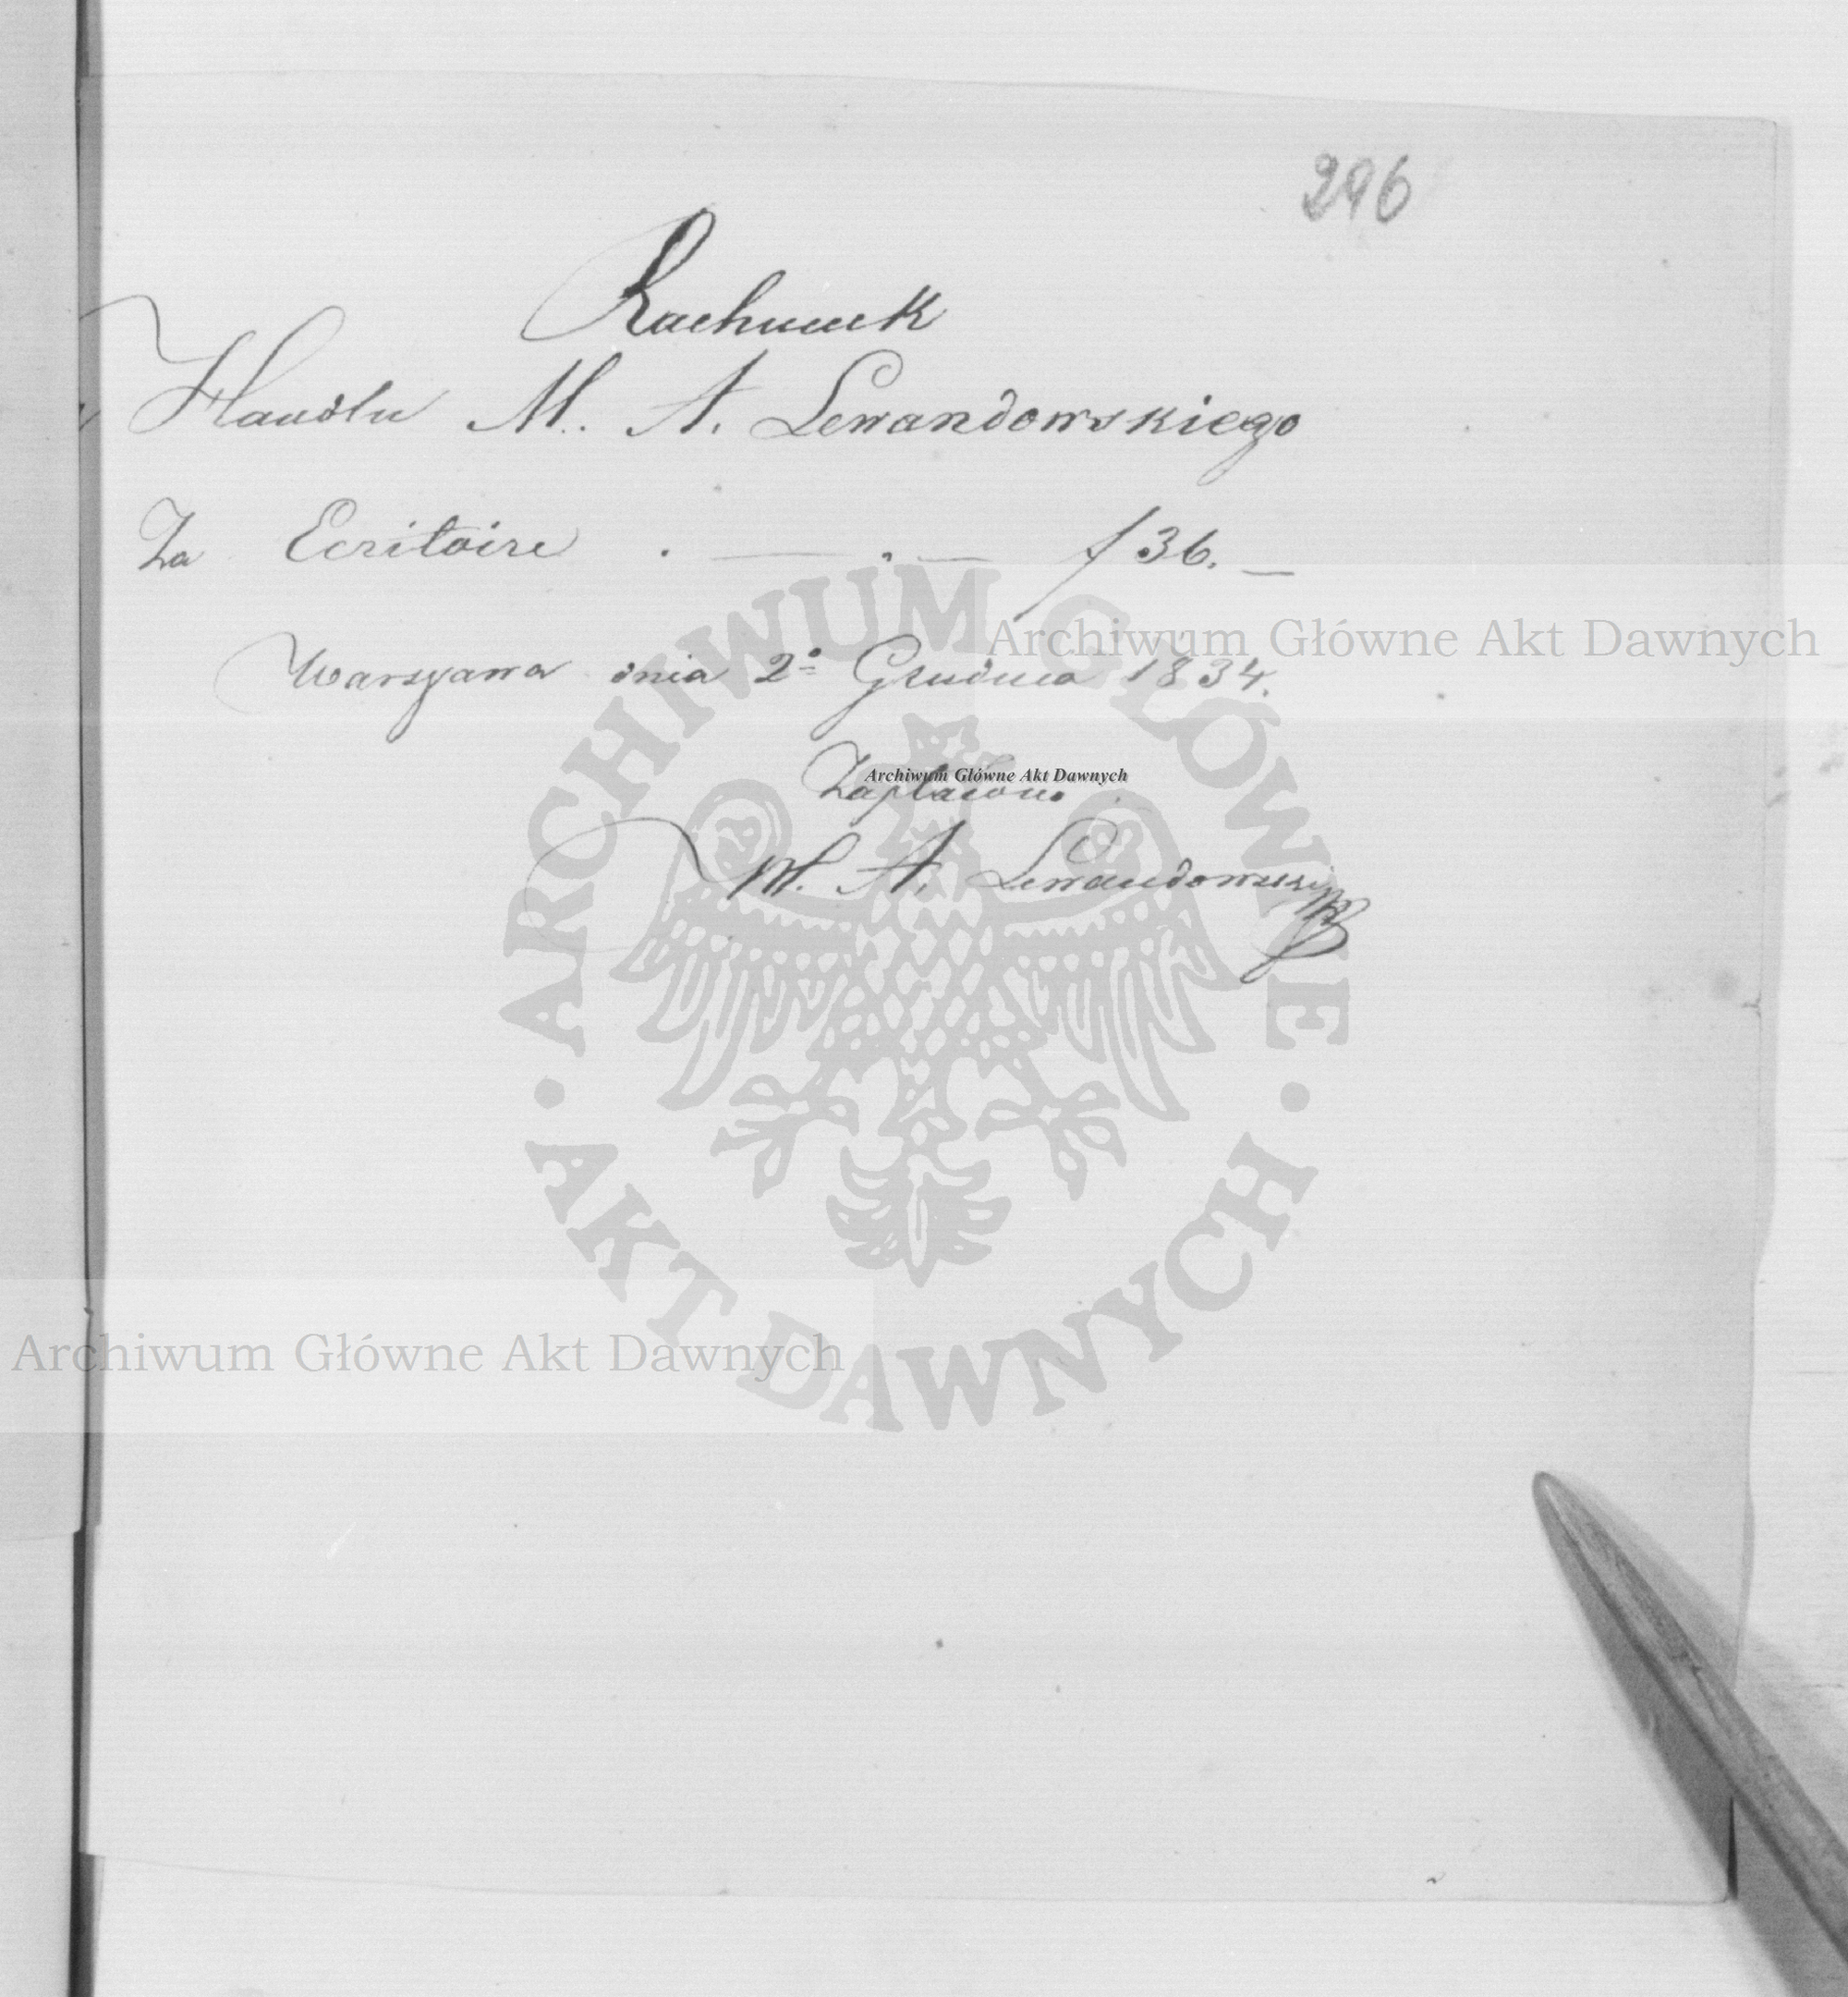 296
Rachunek
Handlu M. A. Lewandowskiego
Za Ecritoire . — . — f 36. —
Archiwum Główne Akt Dawnych
Warszawa dnia 2º Grudnia 1834.
Zapłacono
Archiwum Główne Akt Dawnych
M. A. Lewandowski
ARCHIWUM GŁÓWNE
• AKT DAWNYCH •
Archiwum Główne Akt Dawnych